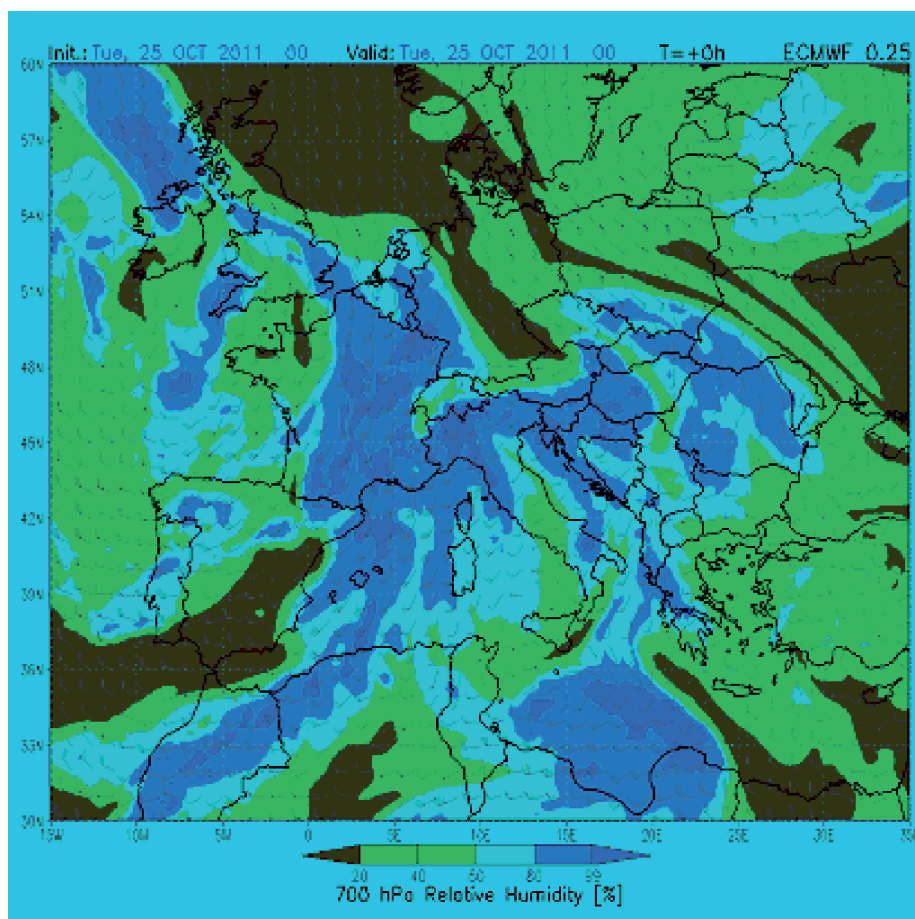 Init.: Tue, 25 OCT 2011 00 Valid: Tue, 25 OCT 2011 00 T=+0h ECMWF 0.25
60N
57N
54N
51N
48N
45N
42N
39N
36N
33N
30N
15W 10W 5W 0 5E 10E 15E 20E 25E 30E 35E
20 40 60 80 99
700 hPa Relative Humidity [%]